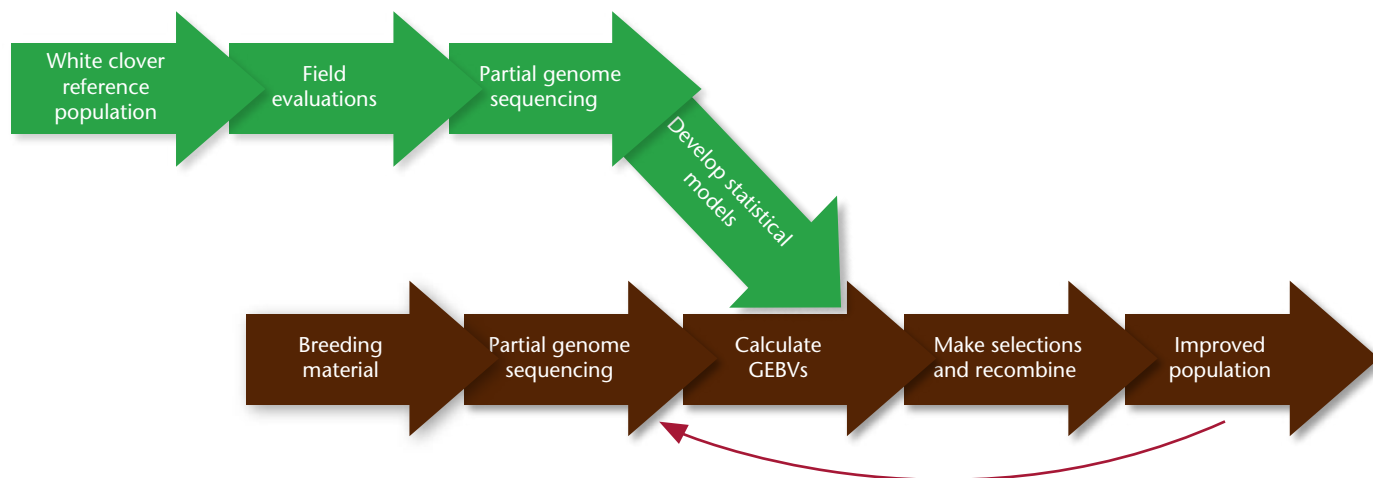 White clover
reference
population
Field
evaluations
Partial genome
sequencing
Develop statistical
models
Breeding
material
Partial genome
sequencing
Calculate
GEBVs
Make selections
and recombine
Improved
population